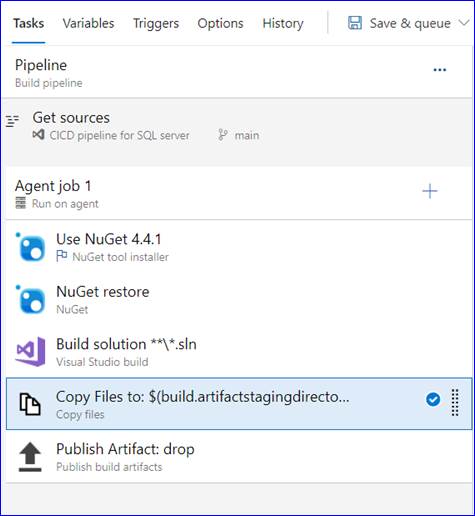 Tasks Variables Triggers Options History Save & queue
Pipeline
Build pipeline
Get sources
CICD pipeline for SQL server main
Agent job 1
Run on agent
Use NuGet 4.4.1
NuGet tool installer
NuGet restore
NuGet
Build solution **\*.sln
Visual Studio build
Copy Files to: $(build.artifactstagingdirecto...
Copy files
Publish Artifact: drop
Publish build artifacts